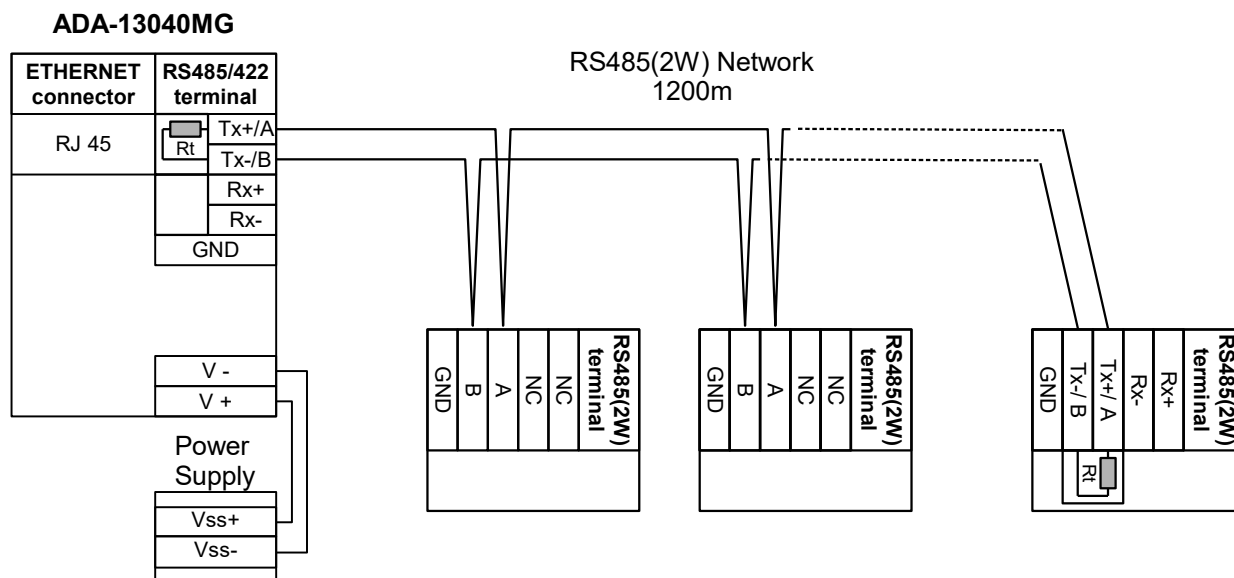 ADA-13040MG
ETHERNET connector
RS485/422 terminal
RJ 45
Rt
Tx+/A
Tx-/B
Rx+
Rx-
GND
V -
V +
Power
Supply
Vss+
Vss-
RS485(2W) Network
1200m
GND
B
A
NC
NC
RS485(2W)
terminal
GND
B
A
NC
NC
RS485(2W)
terminal
GND
Tx-/ B
Tx+/ A
Rx-
Rx+
RS485(2W)
terminal
Rt